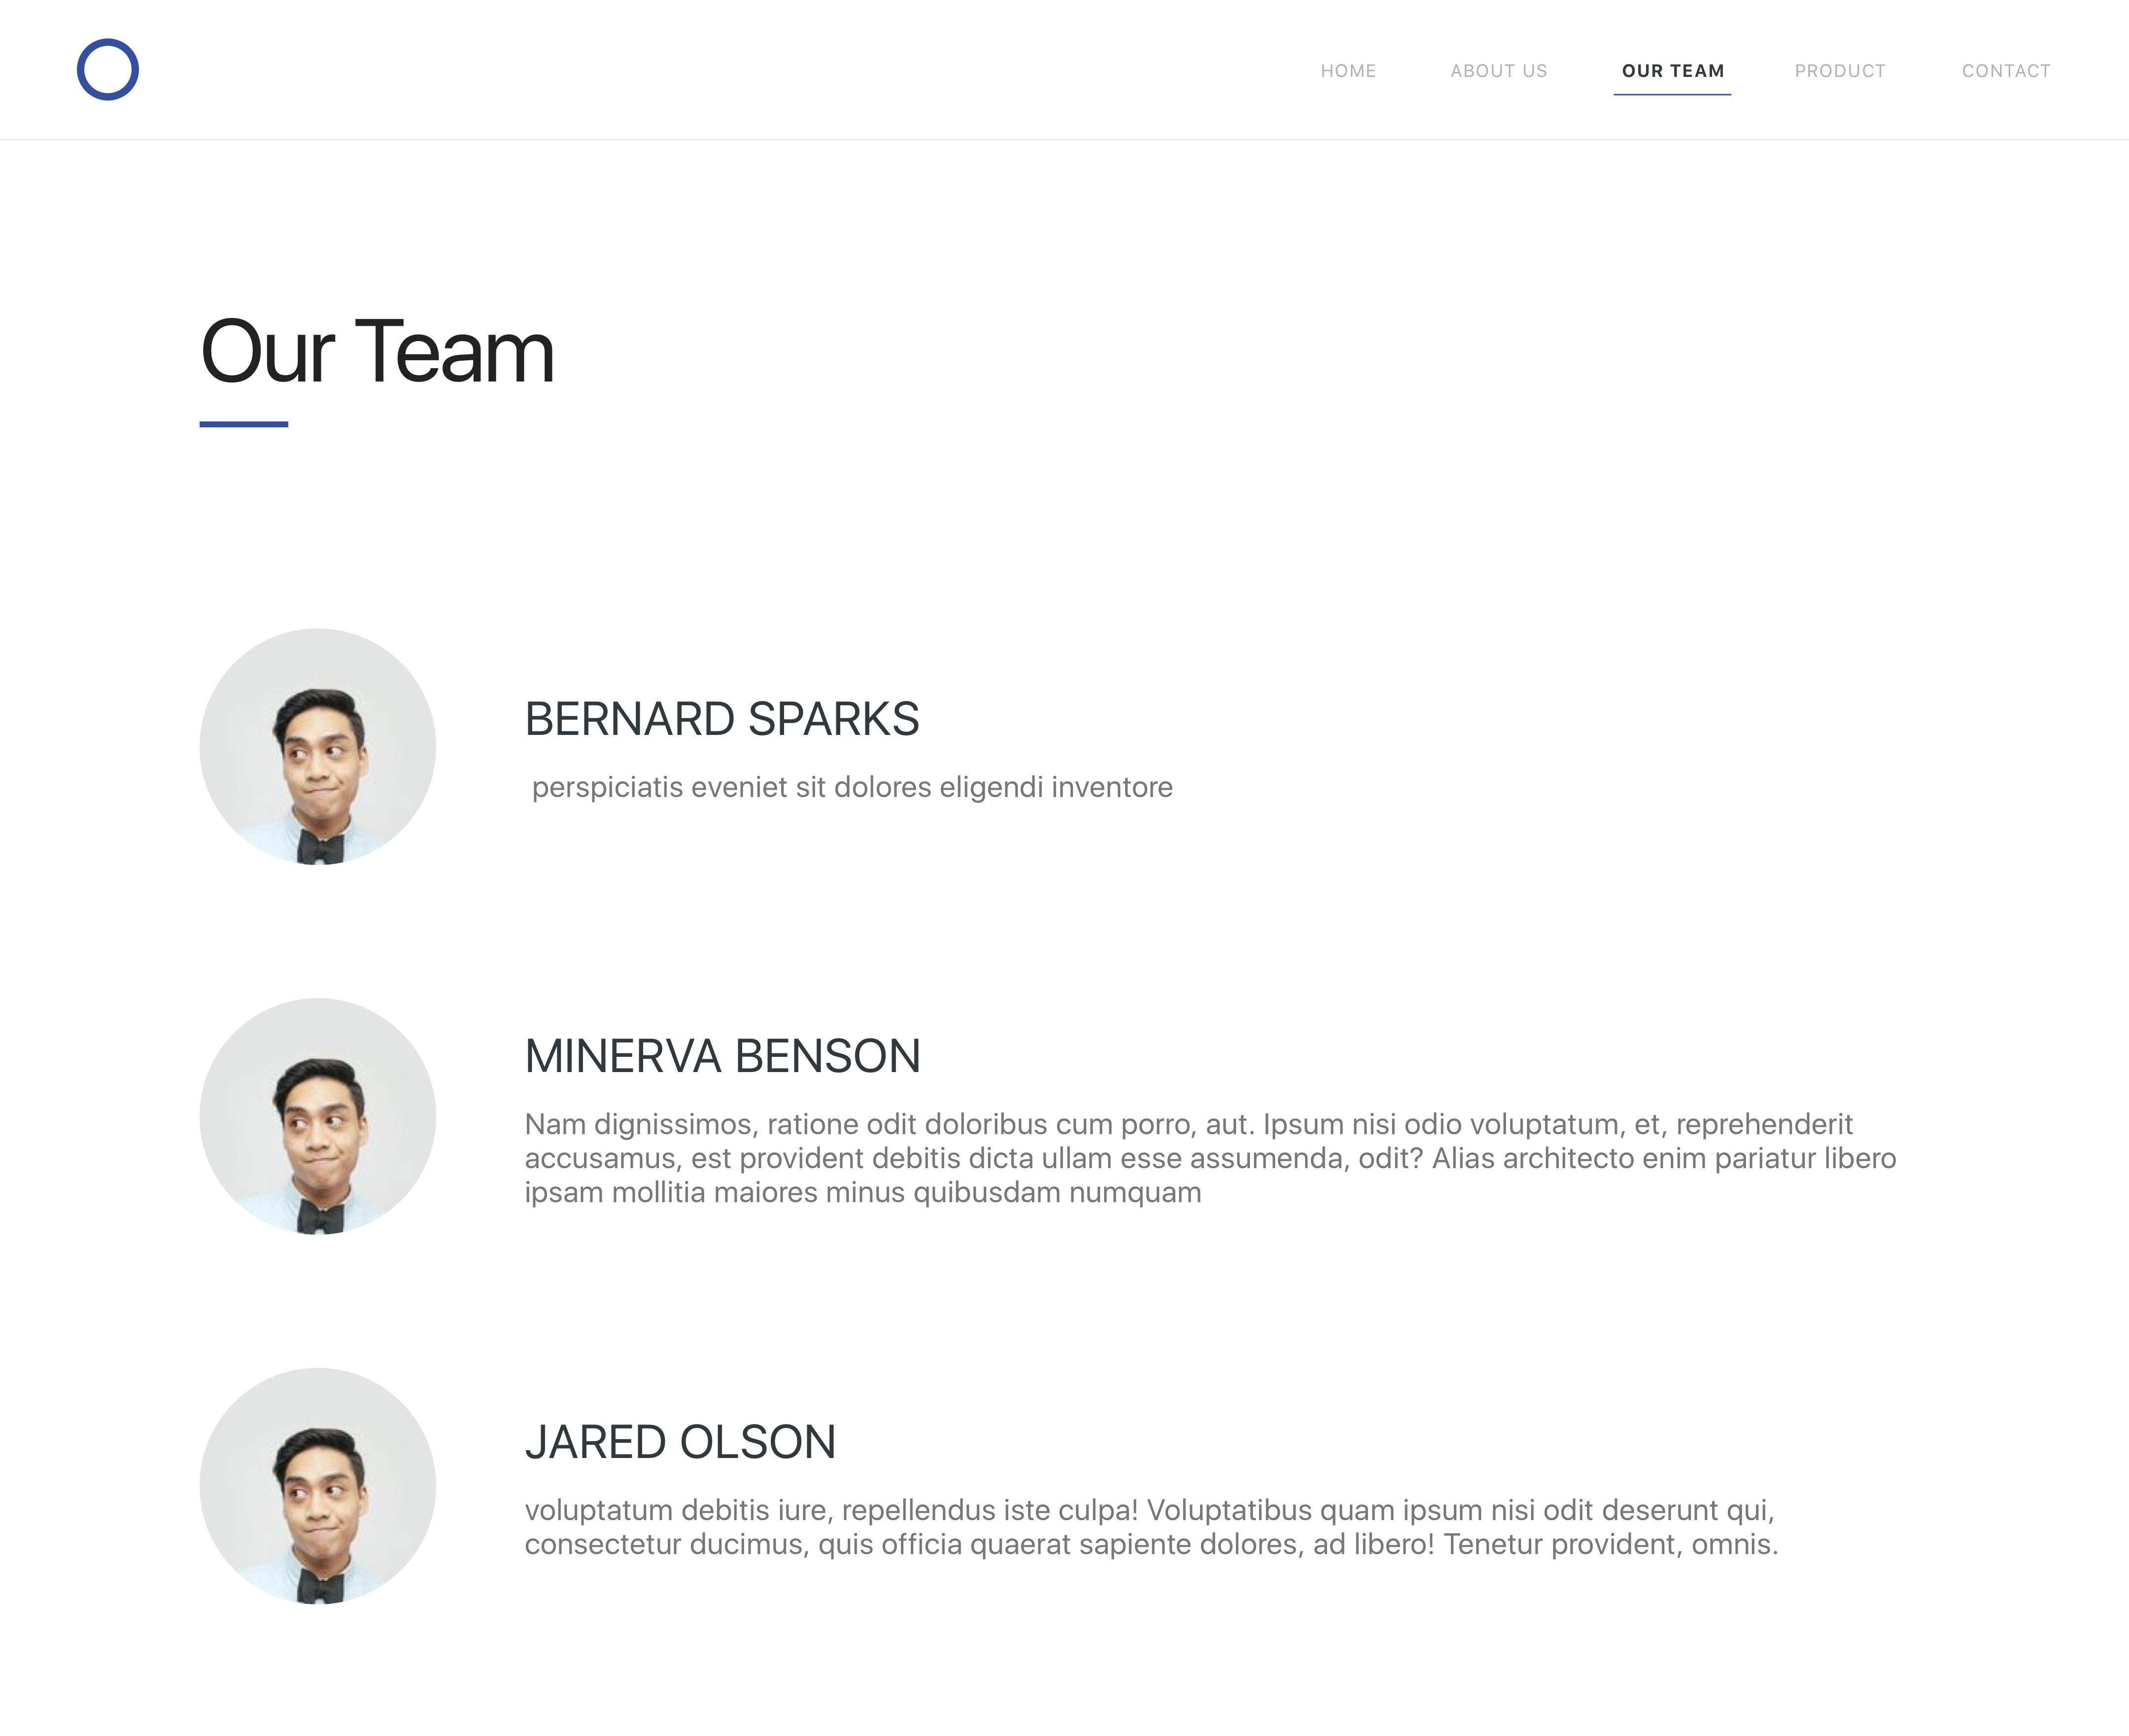 HOME
ABOUT US
OUR TEAM
PRODUCT
CONTACT
Our Team
BERNARD SPARKS
perspiciatis eveniet sit dolores eligendi inventore
MINERVA BENSON
Nam dignissimos, ratione odit doloribus cum porro, aut. Ipsum nisi odio voluptatum, et, reprehenderit
accusamus, est provident debitis dicta ullam esse assumenda, odit? Alias architecto enim pariatur libero
ipsam mollitia maiores minus quibusdam numquam
JARED OLSON
voluptatum debitis iure, repellendus iste culpa! Voluptatibus quam ipsum nisi odit deserunt qui,
consectetur ducimus, quis officia quaerat sapiente dolores, ad libero! Tenetur provident, omnis.